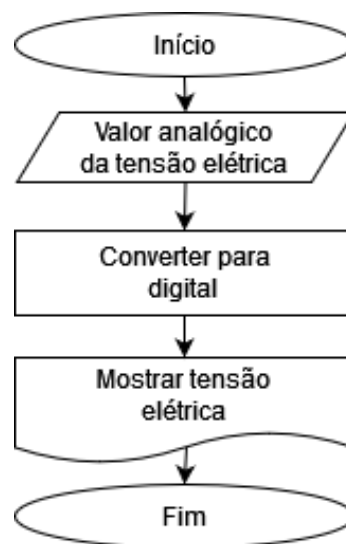 Início
Valor analógico
da tensão elétrica
Converter para
digital
Mostrar tensão
elétrica
Fim